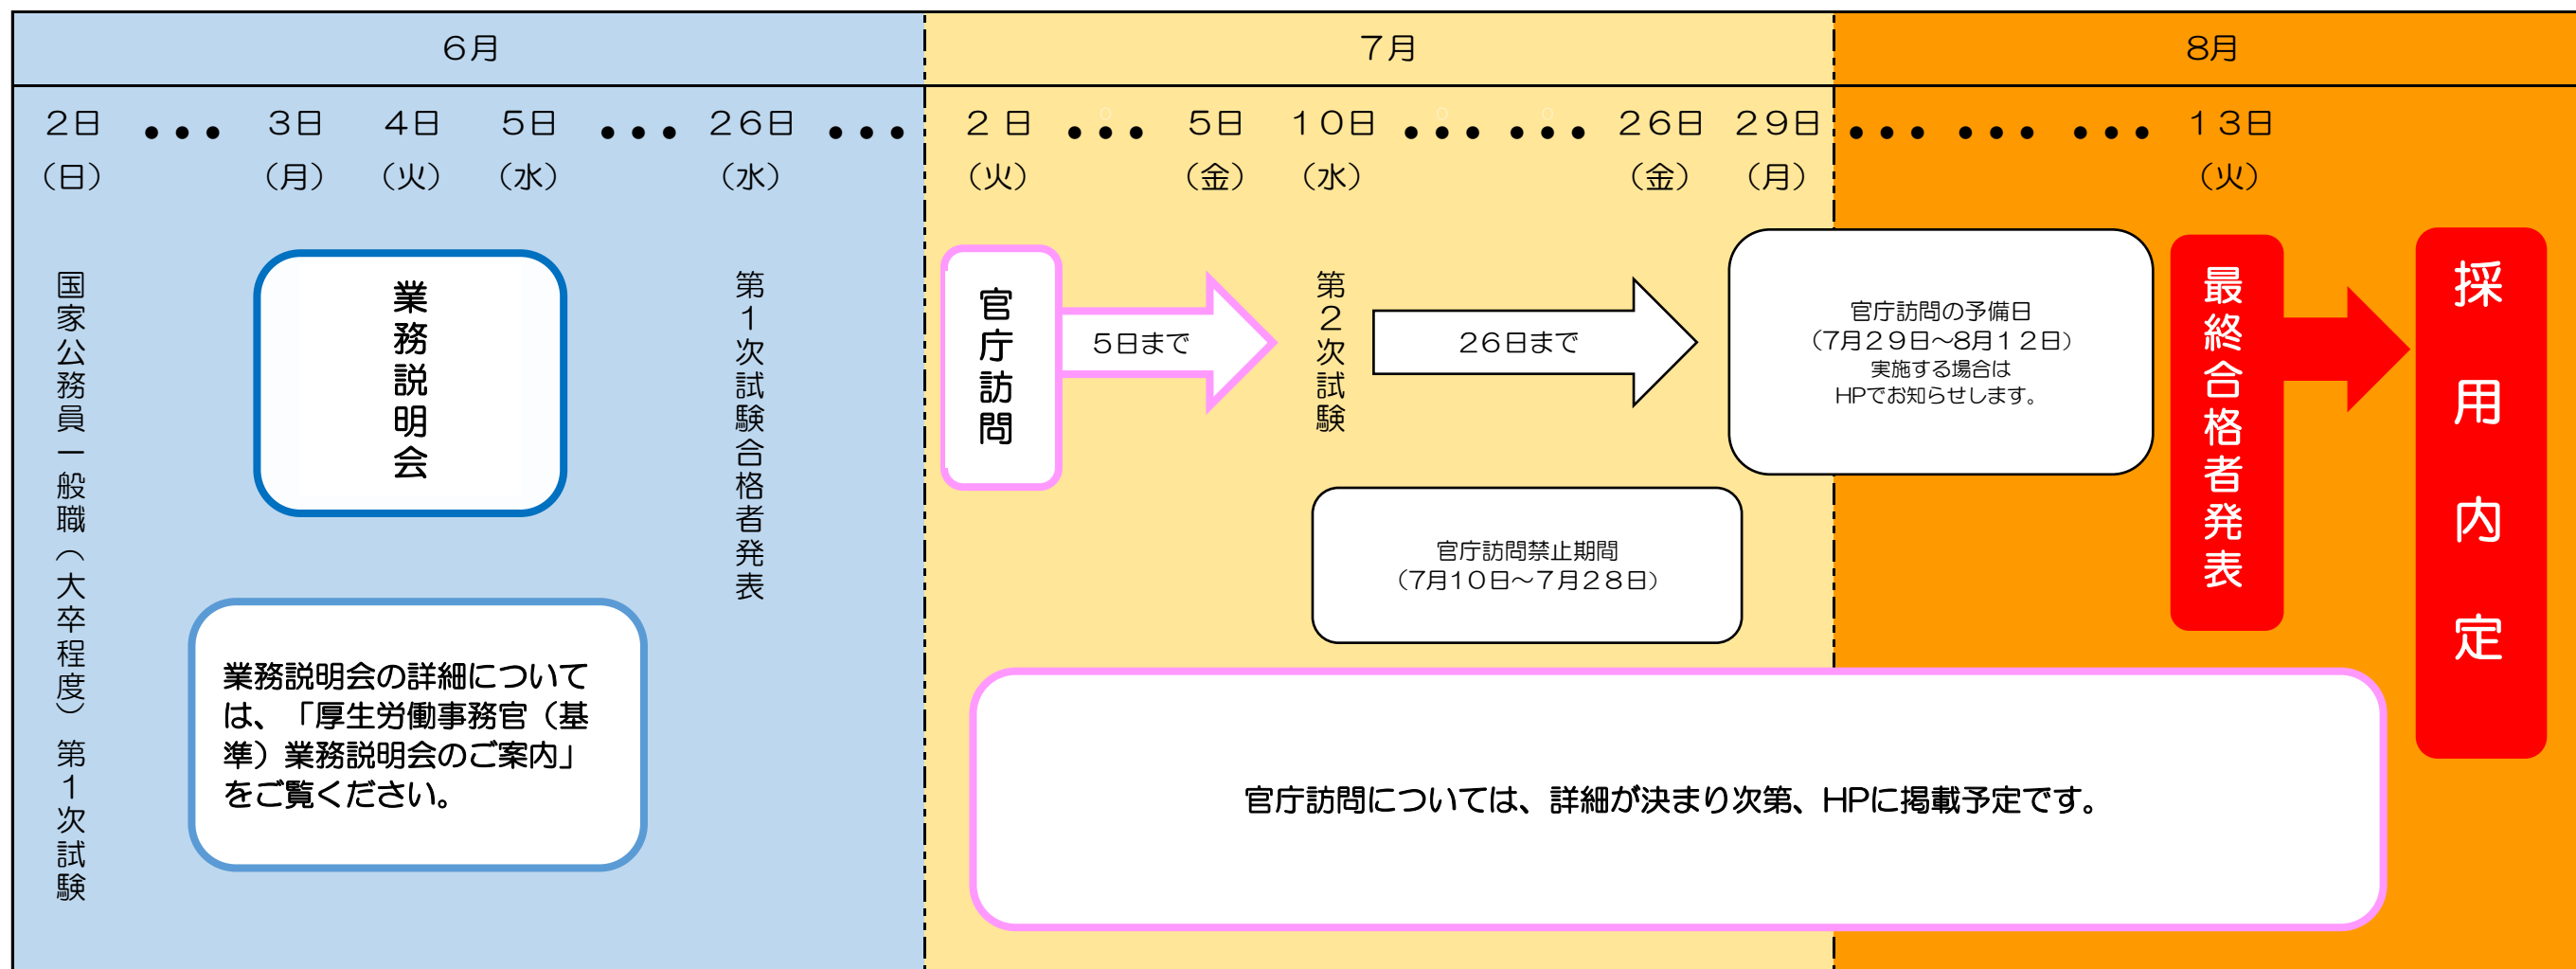 6月
7月
8月
2日
•••
3日
4日
5日
•••
26日
•••
2日
•••
5日
10日
•••
•••
26日
29日
•••
•••
•••
13日
（日）
（月）
（火）
（水）
（水）
（火）
（金）
（水）
（金）
（月）
（火）
国家公務員一般職（大卒程度）第1次試験
業務説明会
業務説明会の詳細について
は、「厚生労働事務官（基
準）業務説明会のご案内」
をご覧ください。
第1次試験合格者発表
官庁訪問
5日まで
第2次試験
26日まで
官庁訪問の予備日
（7月29日～8月12日）
実施する場合は
HPでお知らせします。
官庁訪問禁止期間
（7月10日～7月28日）
官庁訪問については、詳細が決まり次第、HPに掲載予定です。
最終合格者発表
採用内定